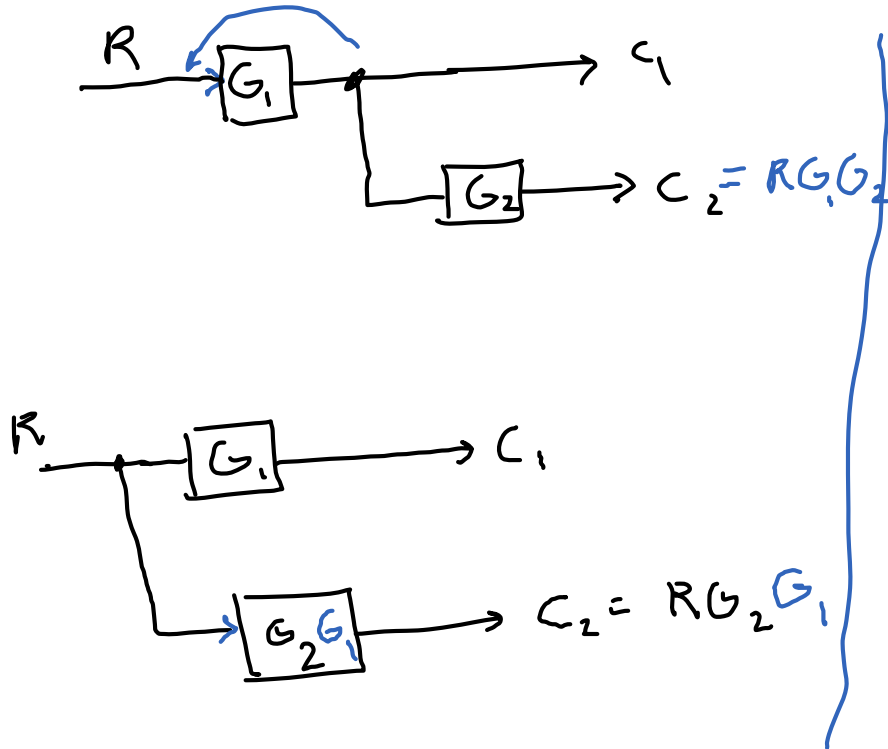 R G₁ C₁
G₂ C₂ = RG₁G₂
R G₁ C₁
G₂G₁ C₂ = RG₂G₁